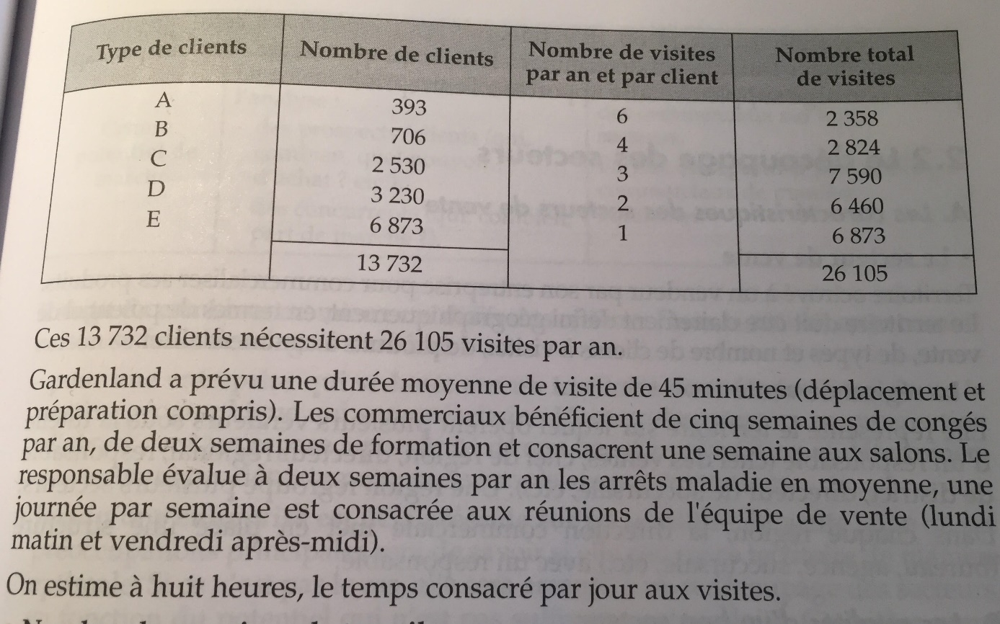 Type de clients Nombre de clients Nombre de visites par an et par client Nombre total de visites
A 393 6 2 358
B 706 4 2 824
C 2 530 3 7 590
D 3 230 2 6 460
E 6 873 1 6 873
13 732 26 105
Ces 13 732 clients nécessitent 26 105 visites par an.
Gardenland a prévu une durée moyenne de visite de 45 minutes (déplacement et
préparation compris). Les commerciaux bénéficient de cinq semaines de congés
par an, de deux semaines de formation et consacrent une semaine aux salons. Le
responsable évalue à deux semaines par an les arrêts maladie en moyenne, une
journée par semaine est consacrée aux réunions de l'équipe de vente (lundi
matin et vendredi après-midi).
On estime à huit heures, le temps consacré par jour aux visites.